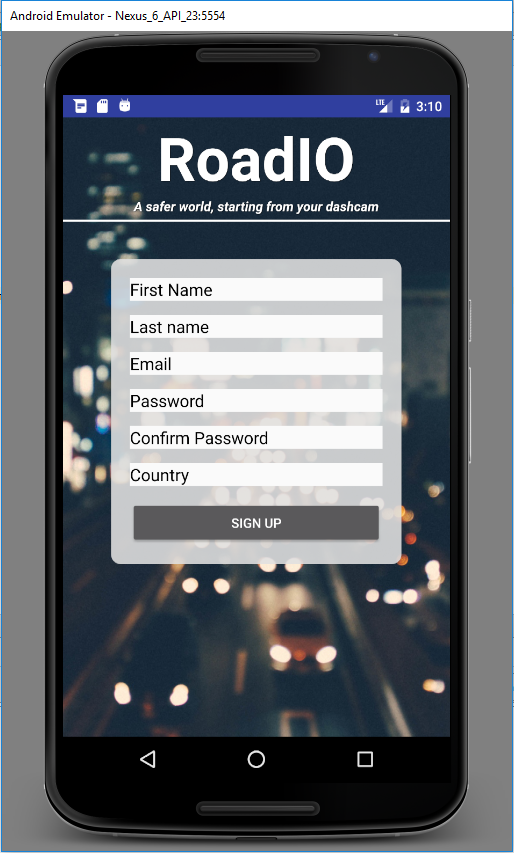 Android Emulator - Nexus_6_API_23:5554
LTE 3:10
RoadIO
A safer world, starting from your dashcam
First Name
Last name
Email
Password
Confirm Password
Country
SIGN UP